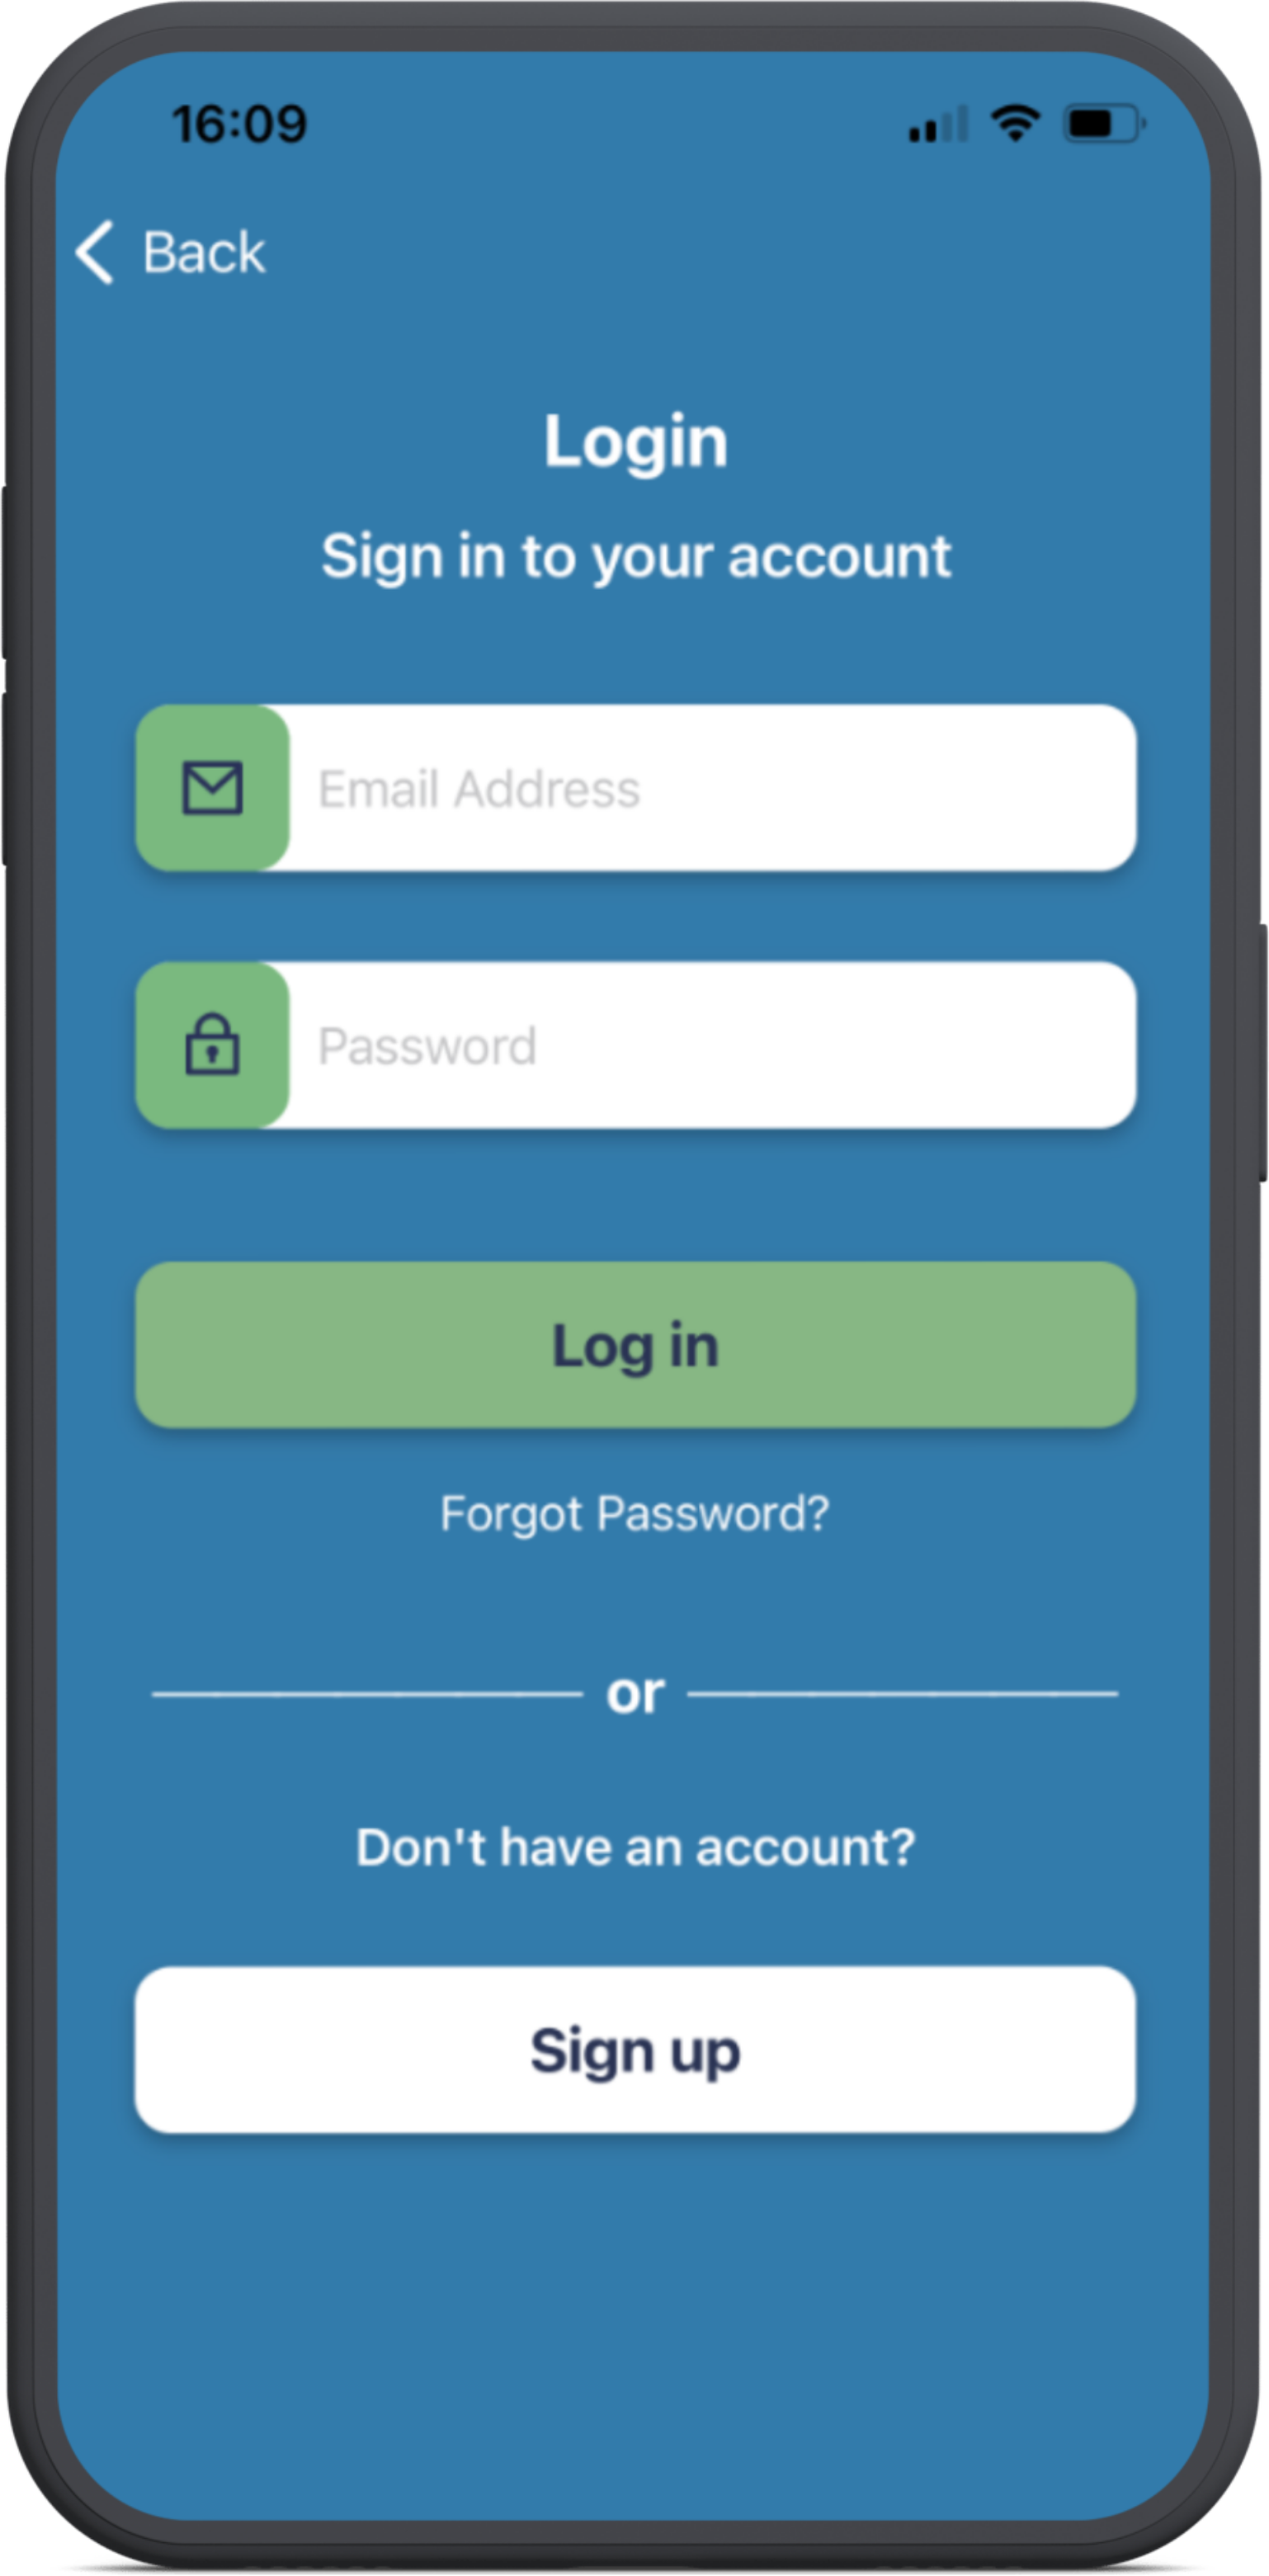 16:09
Back
Login
Sign in to your account
Email Address
Password
Log in
Forgot Password?
or
Don't have an account?
Sign up